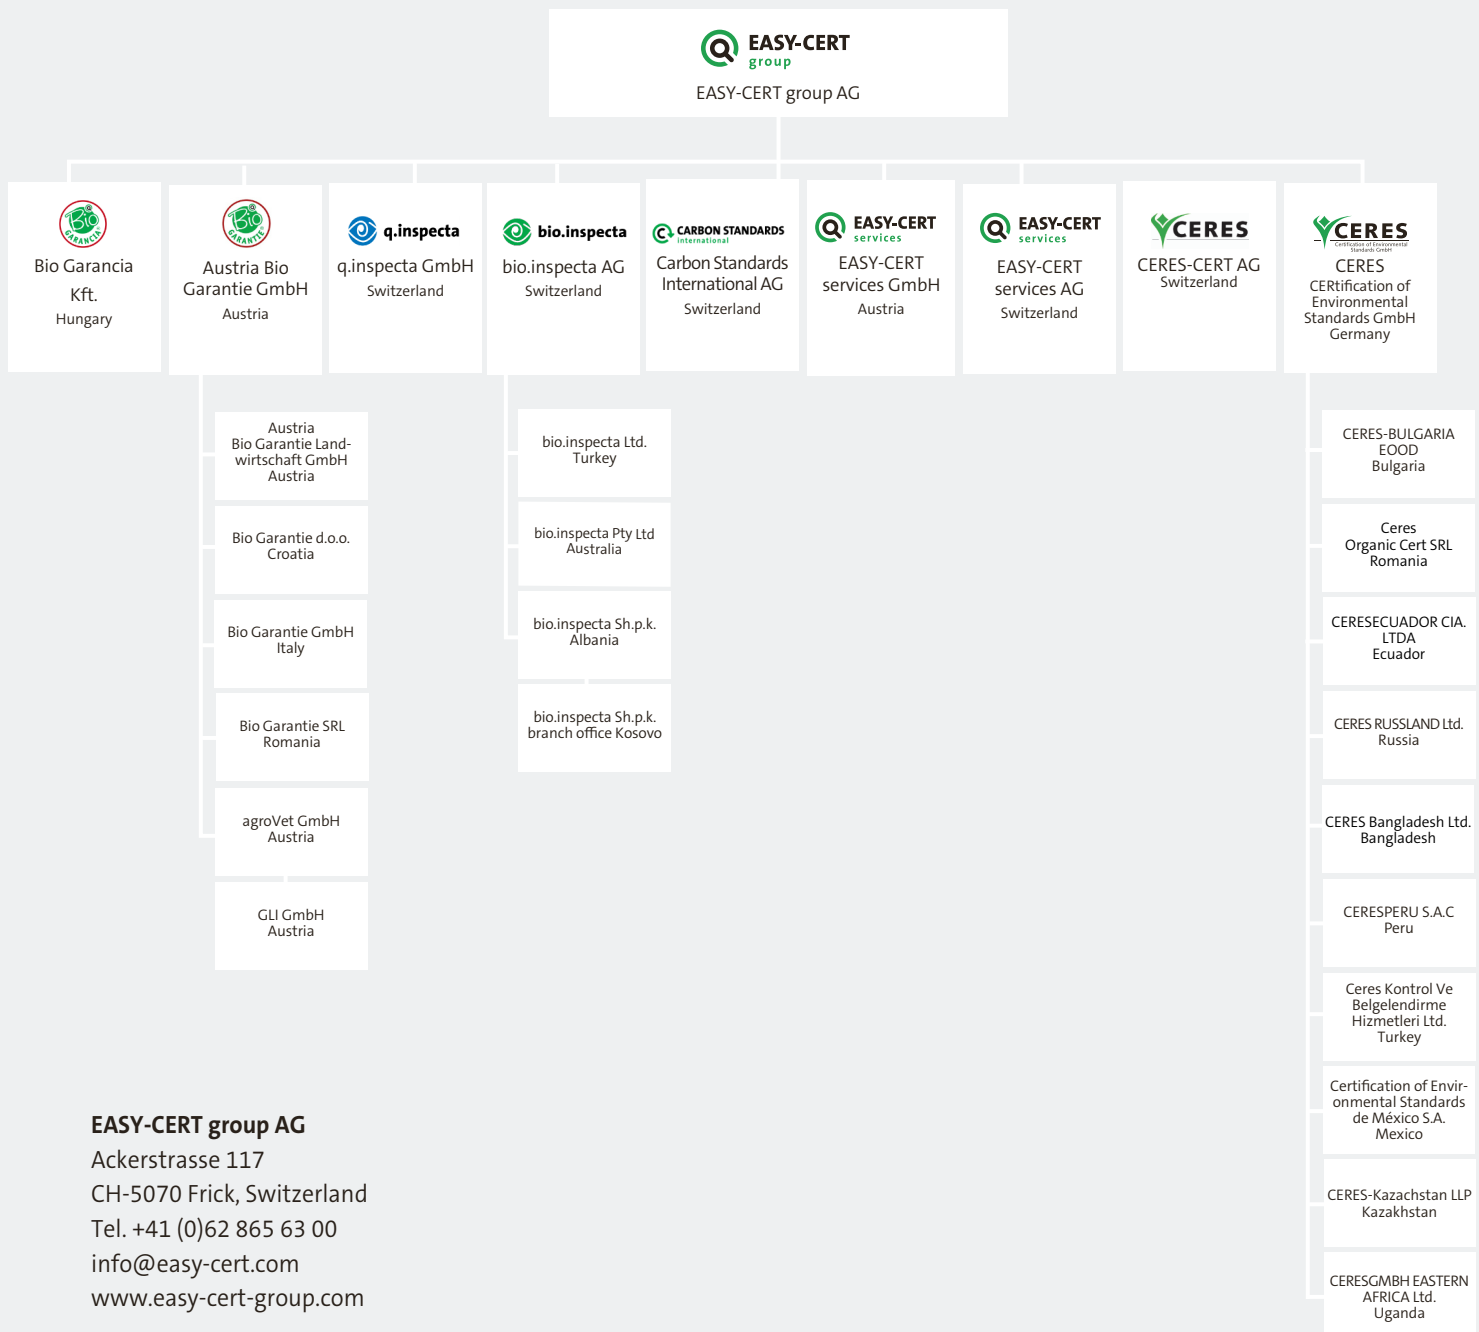 EASY-CERT
group
EASY-CERT group AG
Bio
GARANCIA
Bio Garancia
Kft.
Hungary
Bio
GARANTIE
Austria Bio
Garantie GmbH
Austria
q.inspecta
q.inspecta GmbH
Switzerland
bio.inspecta
bio.inspecta AG
Switzerland
CARBON STANDARDS
international
Carbon Standards
International AG
Switzerland
EASY-CERT
services
EASY-CERT
services GmbH
Austria
EASY-CERT
services
EASY-CERT
services AG
Switzerland
CERES
CERES-CERT AG
Switzerland
CERES
Certification of Environmental
Standards GmbH
CERES
CERtification of
Environmental
Standards GmbH
Germany
Austria
Bio Garantie Land-
wirtschaft GmbH
Austria
Bio Garantie d.o.o.
Croatia
Bio Garantie GmbH
Italy
Bio Garantie SRL
Romania
agroVet GmbH
Austria
GLI GmbH
Austria
bio.inspecta Ltd.
Turkey
bio.inspecta Pty Ltd
Australia
bio.inspecta Sh.p.k.
Albania
bio.inspecta Sh.p.k.
branch office Kosovo
CERES-BULGARIA
EOOD
Bulgaria
Ceres
Organic Cert SRL
Romania
CERESECUADOR CIA.
LTDA
Ecuador
CERES RUSSLAND Ltd.
Russia
CERES Bangladesh Ltd.
Bangladesh
CERESPERU S.A.C
Peru
Ceres Kontrol Ve
Belgelendirme
Hizmetleri Ltd.
Turkey
Certification of Envir-
onmental Standards
de México S.A.
Mexico
CERES-Kazachstan LLP
Kazakhstan
CERESGMBH EASTERN
AFRICA Ltd.
Uganda
EASY-CERT group AG
Ackerstrasse 117
CH-5070 Frick, Switzerland
Tel. +41 (0)62 865 63 00
info@easy-cert.com
www.easy-cert-group.com